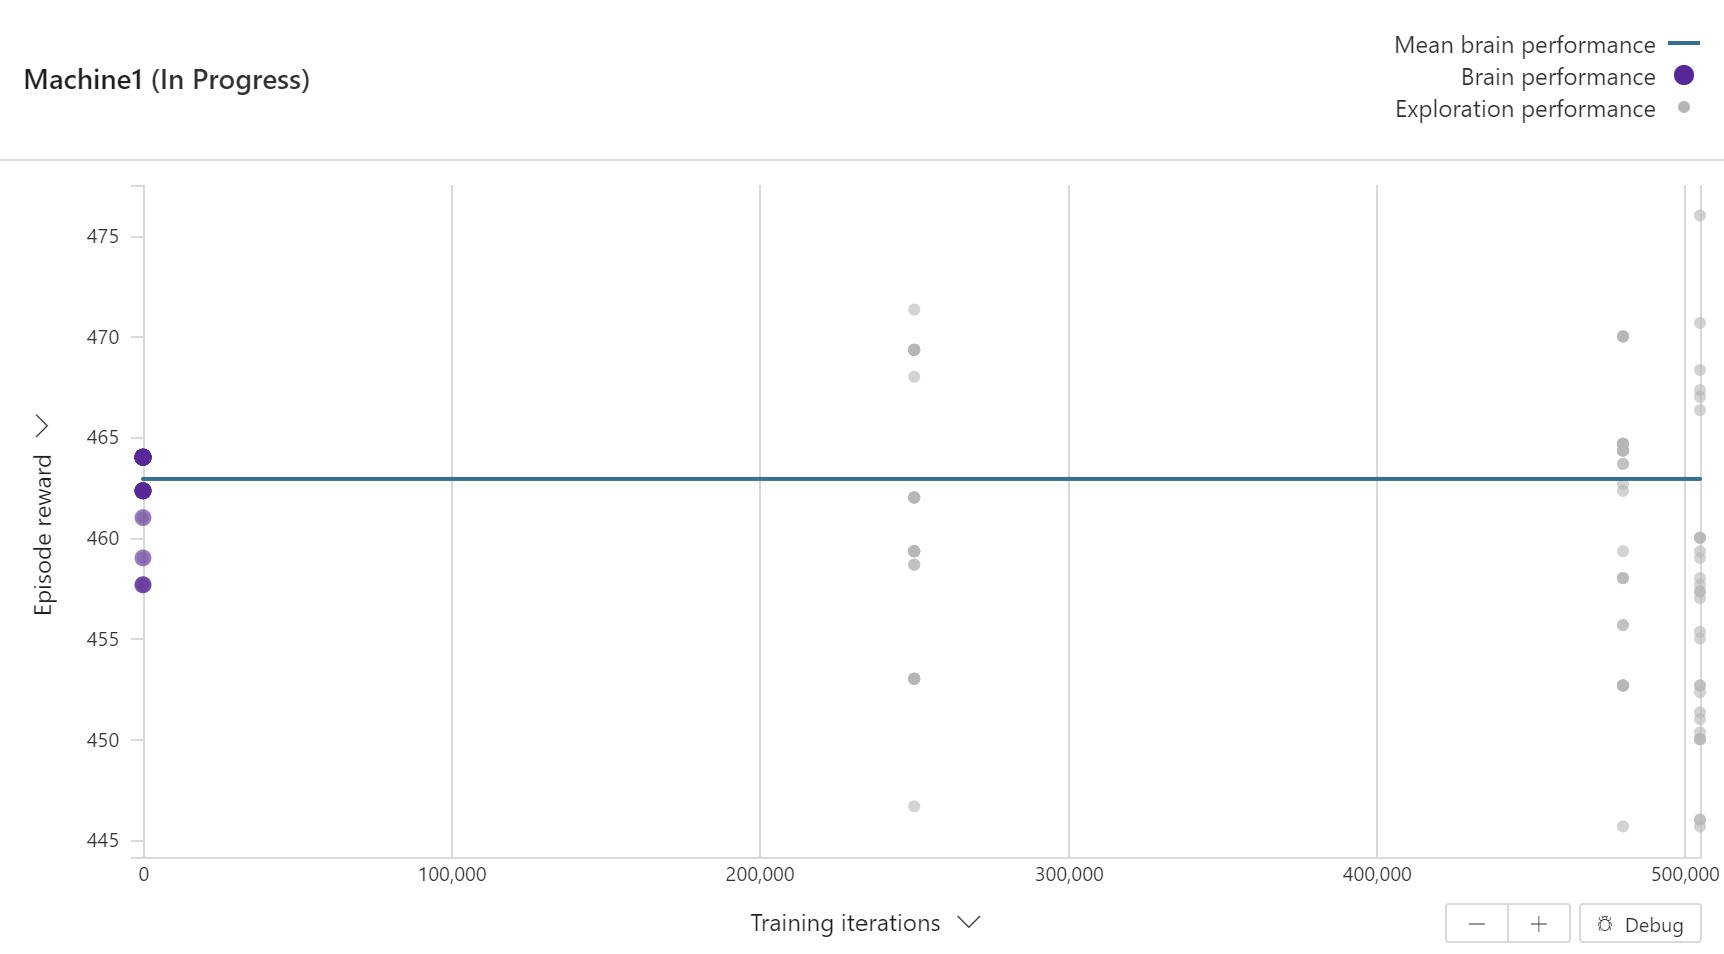 Mean brain performance
Machine1 (In Progress)
Brain performance
Exploration performance
475
470
465
460
455
450
445
Episode reward
0
100,000
200,000
300,000
400,000
500,000
Training iterations
Debug